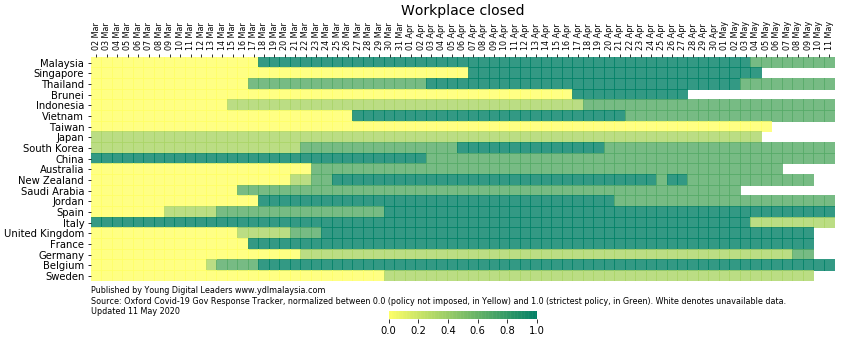 Workplace closed
02 Mar 03 Mar 04 Mar 05 Mar 06 Mar 07 Mar 08 Mar 09 Mar 10 Mar 11 Mar 12 Mar 13 Mar 14 Mar 15 Mar 16 Mar 17 Mar 18 Mar 19 Mar 20 Mar 21 Mar 22 Mar 23 Mar 24 Mar 25 Mar 26 Mar 27 Mar 28 Mar 29 Mar 30 Mar 31 Mar 01 Apr 02 Apr 03 Apr 04 Apr 05 Apr 06 Apr 07 Apr 08 Apr 09 Apr 10 Apr 11 Apr 12 Apr 13 Apr 14 Apr 15 Apr 16 Apr 17 Apr 18 Apr 19 Apr 20 Apr 21 Apr 22 Apr 23 Apr 24 Apr 25 Apr 26 Apr 27 Apr 28 Apr 29 Apr 30 Apr 01 May 02 May 03 May 04 May 05 May 06 May 07 May 08 May 09 May 10 May 11 May
Malaysia
Singapore
Thailand
Brunei
Indonesia
Vietnam
Taiwan
Japan
South Korea
China
Australia
New Zealand
Saudi Arabia
Jordan
Spain
Italy
United Kingdom
France
Germany
Belgium
Sweden
Published by Young Digital Leaders www.ydlmalaysia.com
Source: Oxford Covid-19 Gov Response Tracker, normalized between 0.0 (policy not imposed, in Yellow) and 1.0 (strictest policy, in Green). White denotes unavailable data.
Updated 11 May 2020
0.0 0.2 0.4 0.6 0.8 1.0